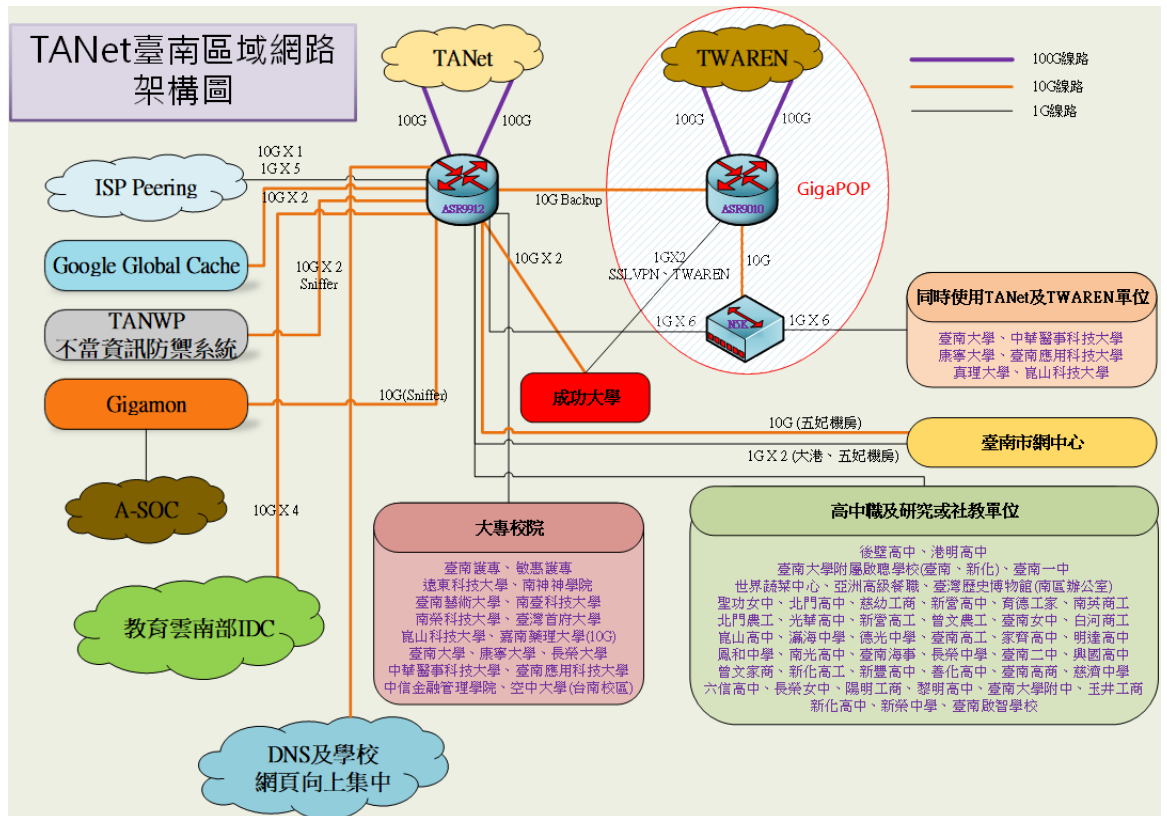 TANet臺南區域網路
架構圖
TANet
TWAREN
100G線路
10G線路
1G線路
100G
100G
100G
100G
10G X 1
1G X 5
ISP Peering
10G X 2
ASR9912
10G Backup
ASR9010
GigaPOP
Google Global Cache
10G X 2
Sniffer
10G X 2
1GX2
SSLVPN、TWAREN
10G
TANWP
不當資訊防禦系統
1G X 6
N5K
1G X 6
同時使用TANet及TWAREN單位
臺南大學、中華醫事科技大學
康寧大學、臺南應用科技大學
真理大學、崑山科技大學
Gigamon
10G(Sniffer)
成功大學
10G (五妃機房)
臺南市網中心
1G X 2 (大港、五妃機房)
A-SOC
10G X 4
大專校院
臺南護專、敏惠護專
遠東科技大學、南神神學院
臺南藝術大學、南臺科技大學
南榮科技大學、臺灣首府大學
崑山科技大學、嘉南藥理大學(10G)
臺南大學、康寧大學、長榮大學
中華醫事科技大學、臺南應用科技大學
中信金融管理學院、空中大學(台南校區)
高中職及研究或社教單位
後壁高中、港明高中
臺南大學附屬啟聰學校(臺南、新化)、臺南一中
世界蔬菜中心、亞洲高級餐職、臺灣歷史博物館(南區辦公室)
聖功女中、北門高中、慈幼工商、新營高中、育德工家、南英商工
北門農工、光華高中、新營高工、曾文農工、臺南女中、白河商工
崑山高中、瀛海中學、德光中學、臺南高工、家齊高中、明達高中
鳳和中學、南光高中、臺南海事、長榮中學、臺南二中、興國高中
曾文家商、新化高工、新豐高中、善化高中、臺南高商、慈濟中學
六信高中、長榮女中、陽明工商、黎明高中、臺南大學附中、玉井工商
新化高中、新榮中學、臺南啟智學校
教育雲南部IDC
DNS及學校
網頁向上集中